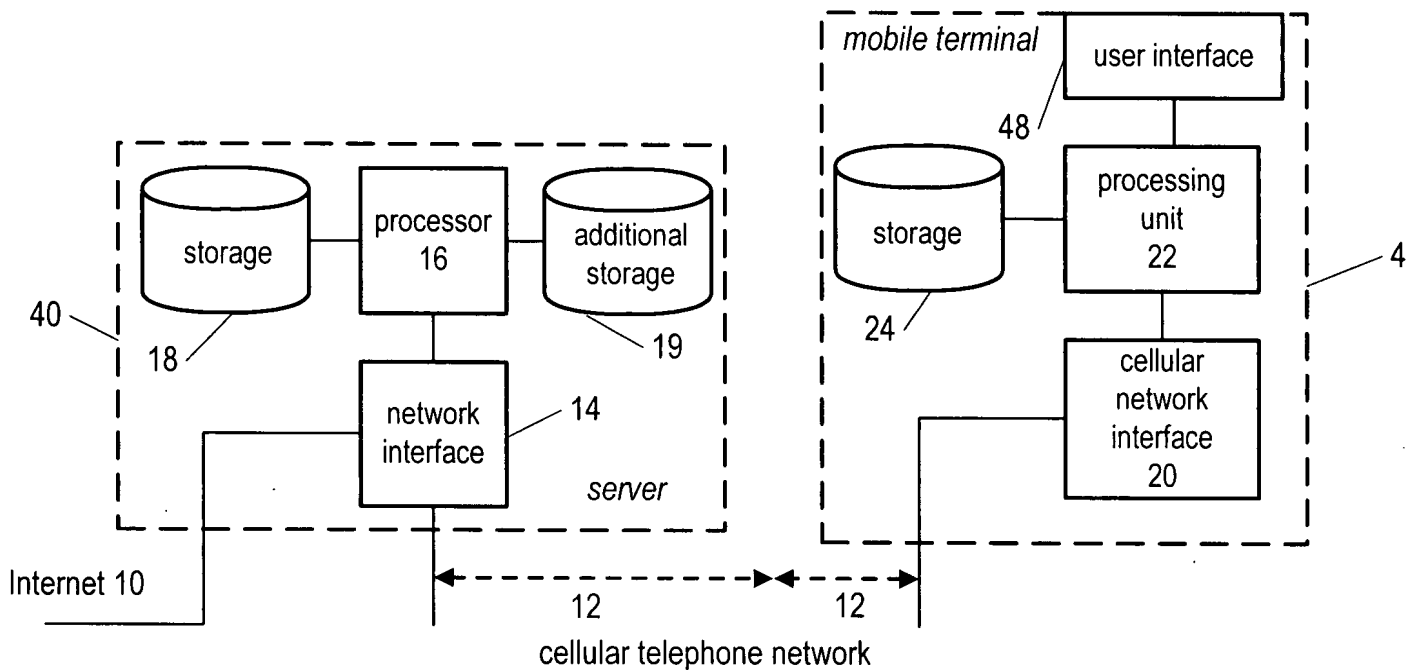 mobile terminal
user interface
48
storage
processor
16
additional
storage
storage
processing
unit
22
4
40
18
19
24
network
interface
14
cellular
network
interface
20
server
Internet 10
12
12
cellular telephone network